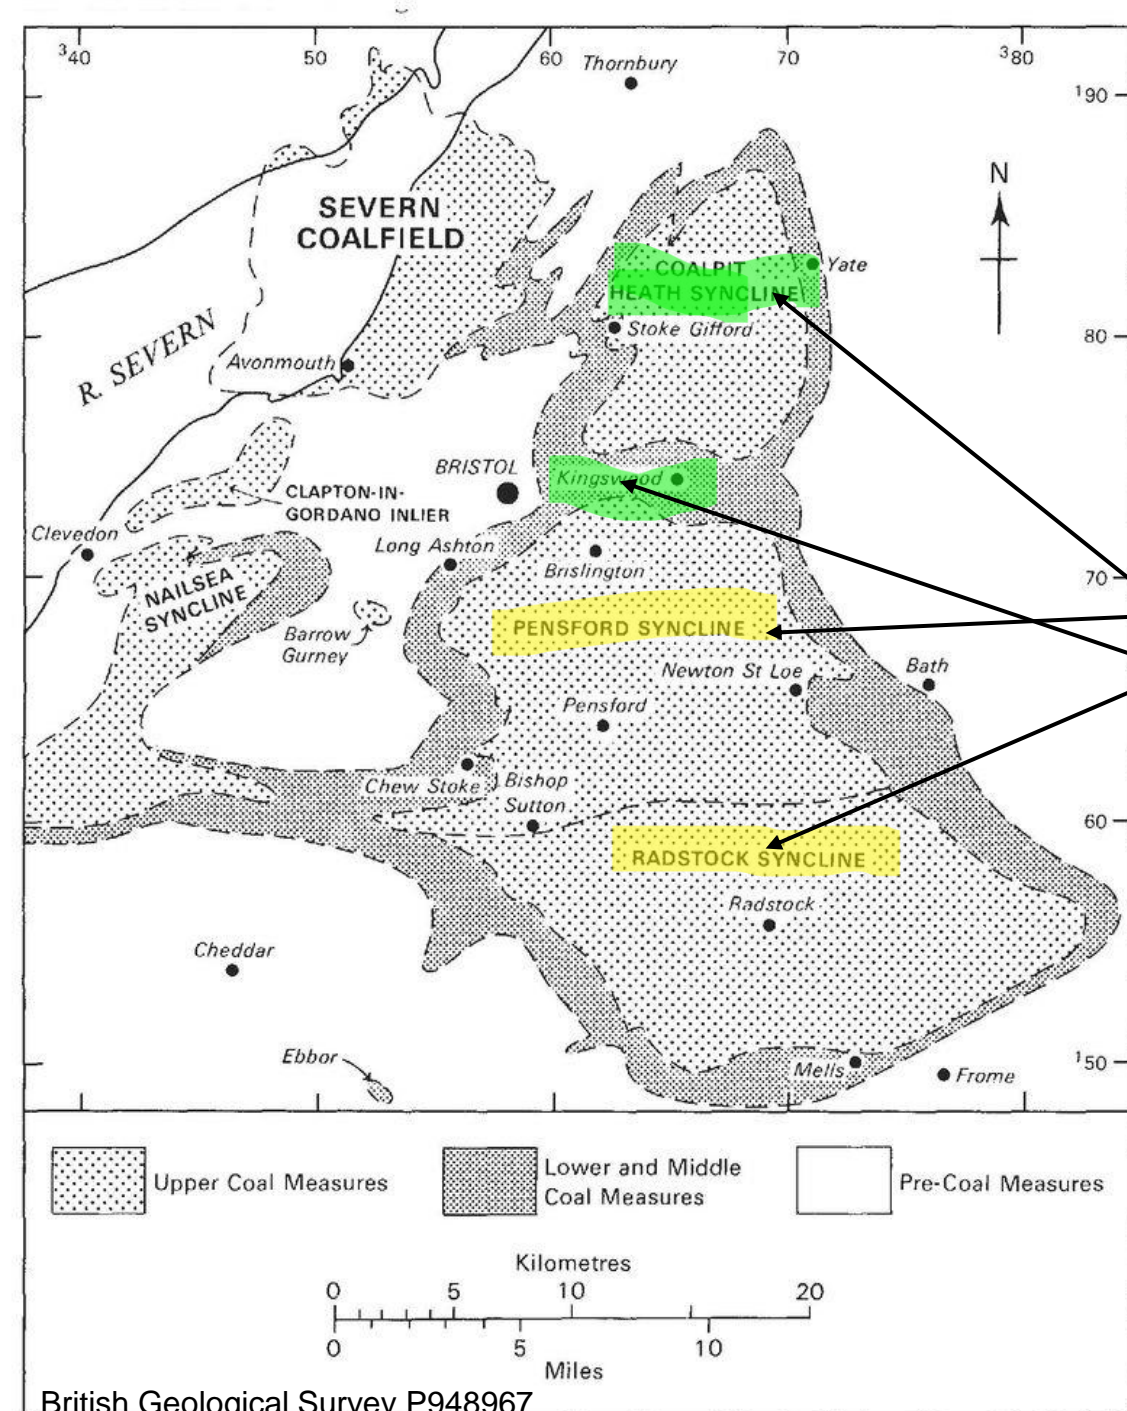 ³40 50 60 70 ³80
Thornbury
¹90
N
SEVERN
COALFIELD
COALPIT
HEATH SYNCLINE
Yate
Stoke Gifford
80
R. SEVERN
Avonmouth
BRISTOL
Kingswood
CLAPTON-IN-
GORDANO INLIER
Clevedon
Long Ashton
Brislington
70
NAILSEA
SYNCLINE
Barrow
Gurney
PENSFORD SYNCLINE
Newton St Loe
Bath
Pensford
Chew Stoke
Bishop
Sutton
60
RADSTOCK SYNCLINE
Radstock
Cheddar
Ebbor
Mells
Frome
¹50
Upper Coal Measures
Lower and Middle
Coal Measures
Pre-Coal Measures
Kilometres
0 5 10 20
0 5 10
Miles
British Geological Survey P948967